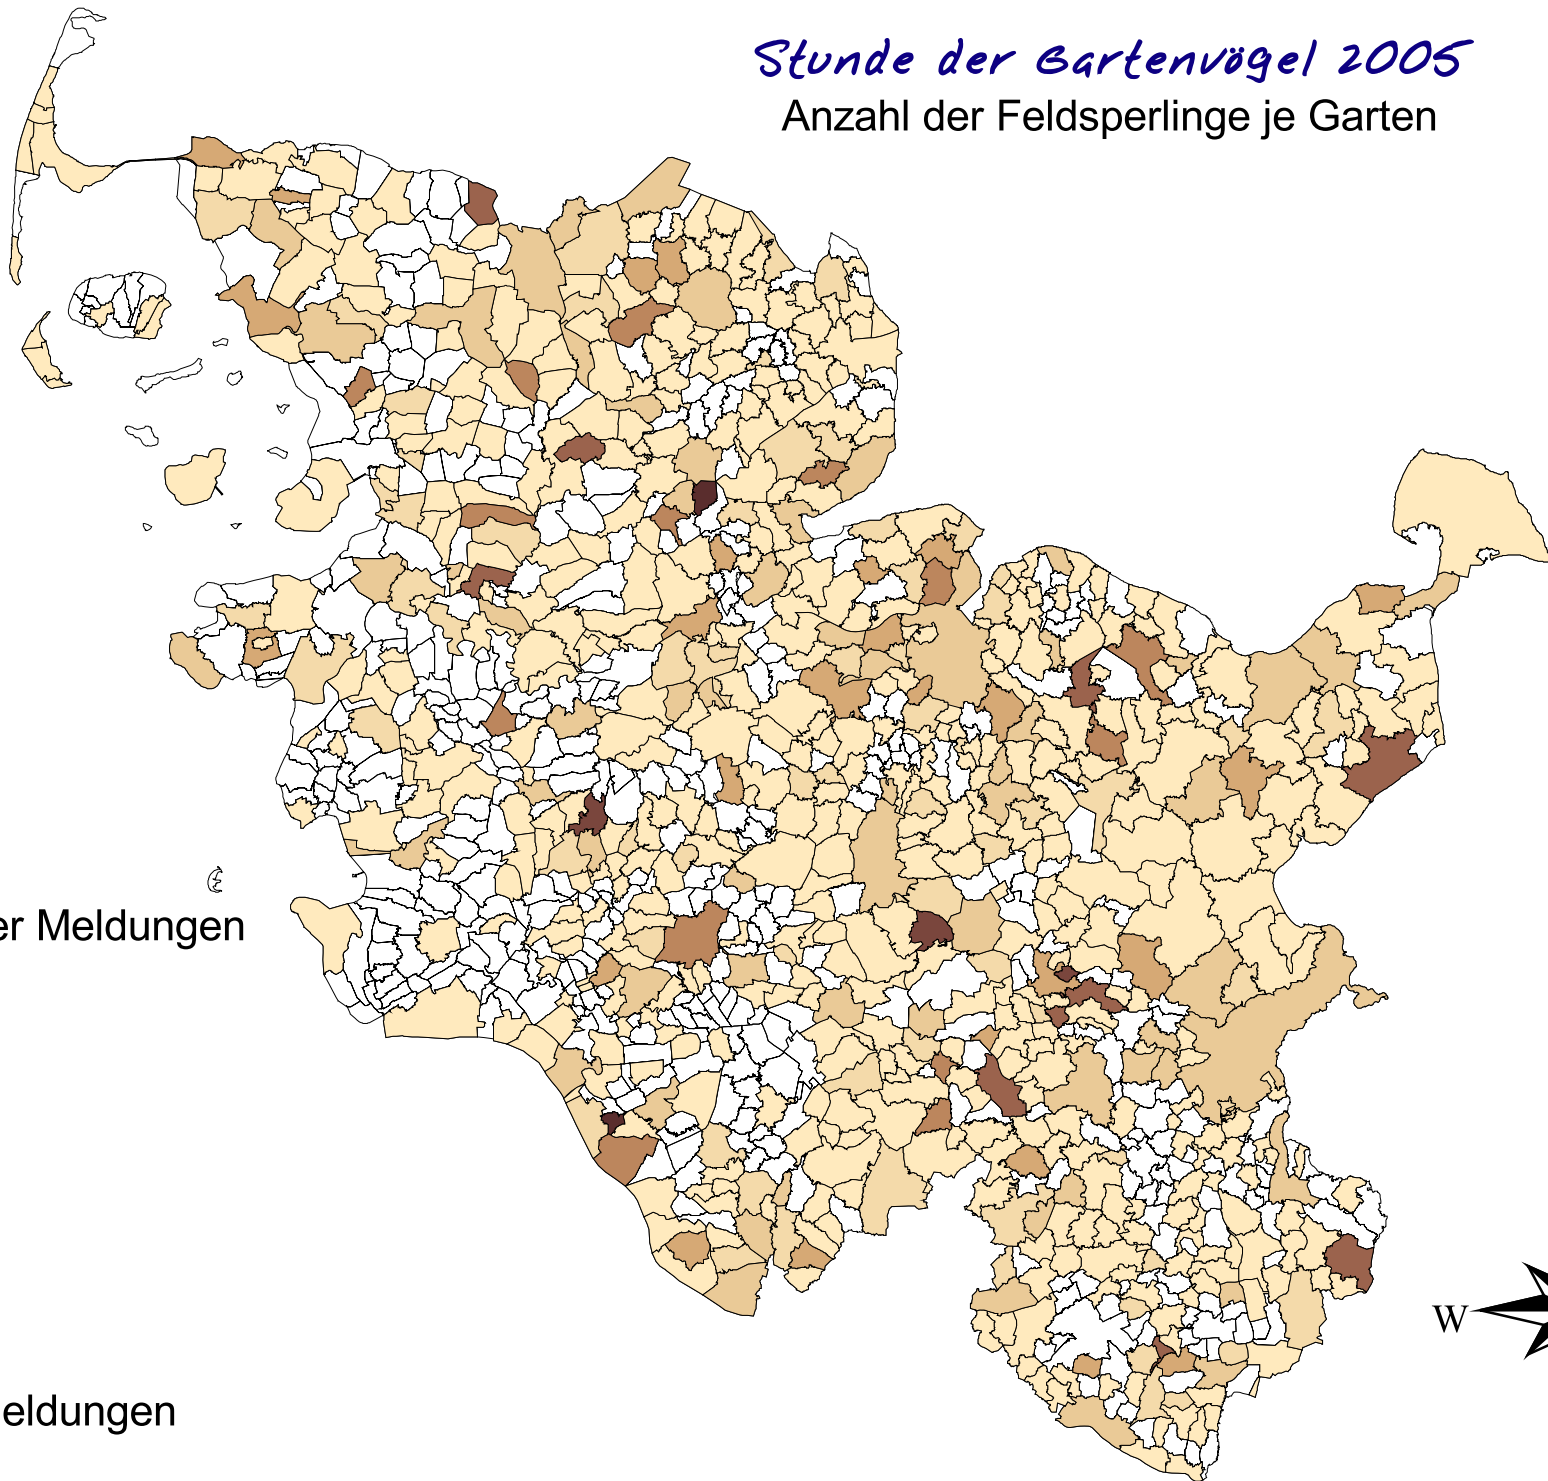 Stunde der Gartenvögel 2005
Anzahl der Feldsperlinge je Garten
er Meldungen
W
eldungen